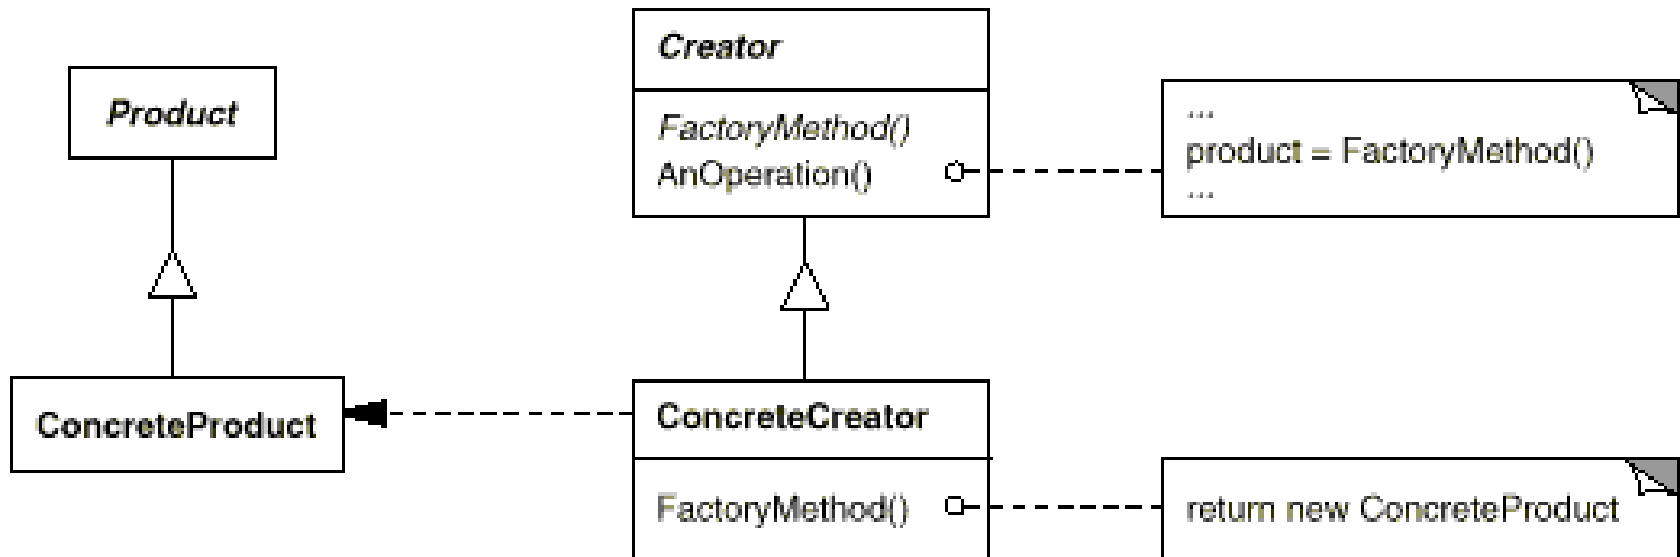 Creator
Product
FactoryMethod()
AnOperation()
...
product = FactoryMethod()
...
ConcreteProduct
ConcreteCreator
FactoryMethod()
return new ConcreteProduct